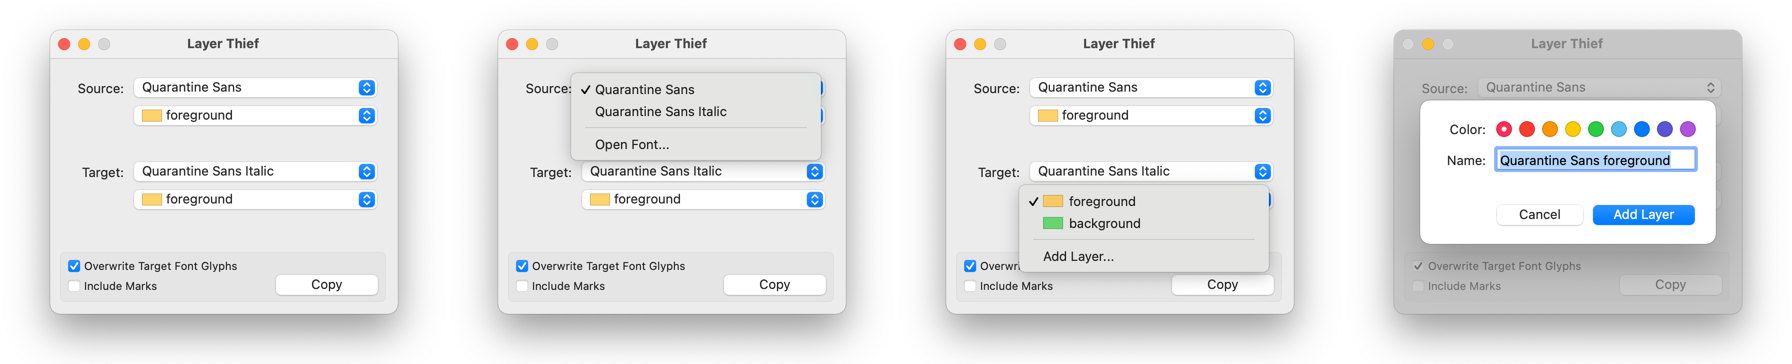 Layer Thief
Source: Quarantine Sans
foreground
Target: Quarantine Sans Italic
foreground
Overwrite Target Font Glyphs
Include Marks
Copy
Layer Thief
Source:
Quarantine Sans
Quarantine Sans Italic
Open Font...
Target: Quarantine Sans Italic
foreground
Overwrite Target Font Glyphs
Include Marks
Copy
Layer Thief
Source: Quarantine Sans
foreground
Target: Quarantine Sans Italic
foreground
background
Add Layer...
Overwri
Include Marks
Copy
Layer Thief
Source: Quarantine Sans
Color:
Name: Quarantine Sans foreground
Cancel Add Layer
Overwrite Target Font Glyphs
Include Marks
Copy